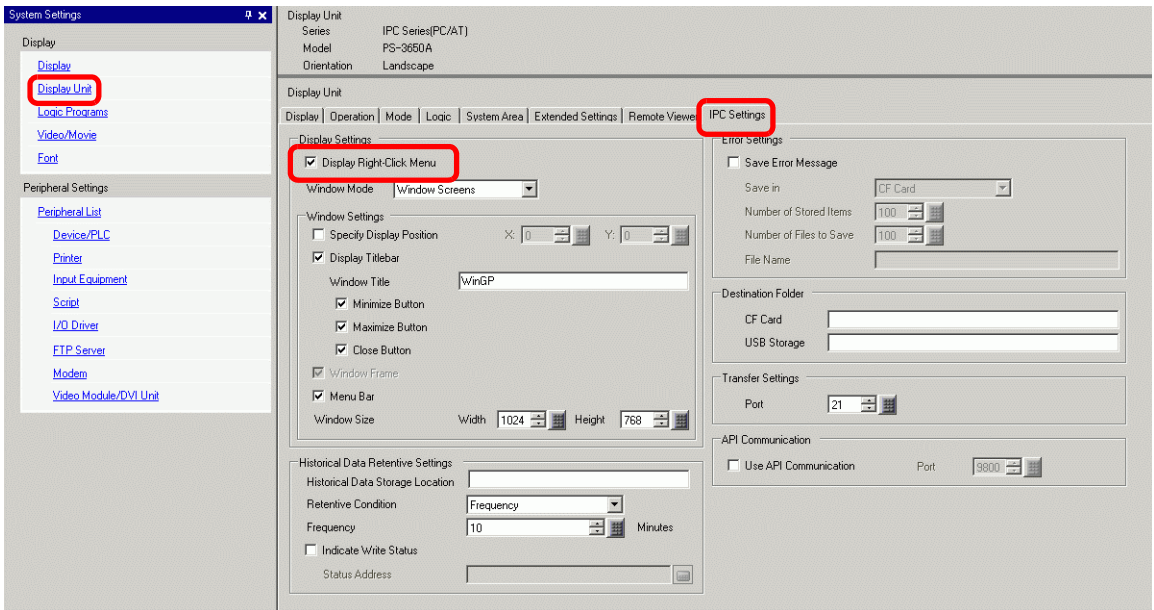 System Settings
Display
Display
Display Unit
Logic Programs
Video/Movie
Font
Peripheral Settings
Peripheral List
Device/PLC
Printer
Input Equipment
Script
I/O Driver
FTP Server
Modem
Video Module/DVI Unit
Display Unit
Series IPC Series(PC/AT)
Model PS-3650A
Orientation Landscape
Display Unit
Display Operation Mode Logic System Area Extended Settings Remote Viewer IPC Settings
Display Settings
Display Right-Click Menu
Window Mode Window Screens
Window Settings
Specify Display Position X: 0 Y: 0
Display Titlebar
Window Title WinGP
Minimize Button
Maximize Button
Close Button
Window Frame
Menu Bar
Window Size Width 1024 Height 768
Historical Data Retentive Settings
Historical Data Storage Location
Retentive Condition Frequency
Frequency 10 Minutes
Indicate Write Status
Status Address
Error Settings
Save Error Message
Save in CF Card
Number of Stored Items 100
Number of Files to Save 100
File Name
Destination Folder
CF Card
USB Storage
Transfer Settings
Port 21
API Communication
Use API Communication Port 9800